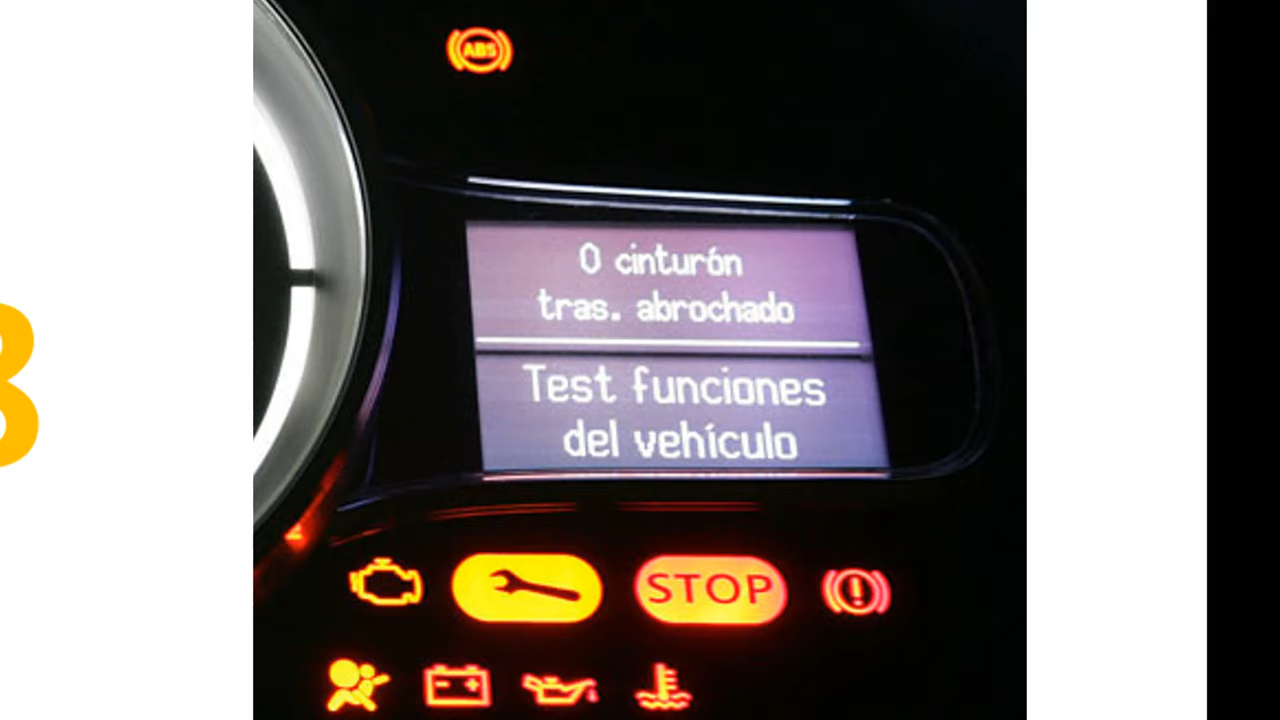 ABS
0 cinturón
tras. abrochado
Test funciones
del vehículo
STOP